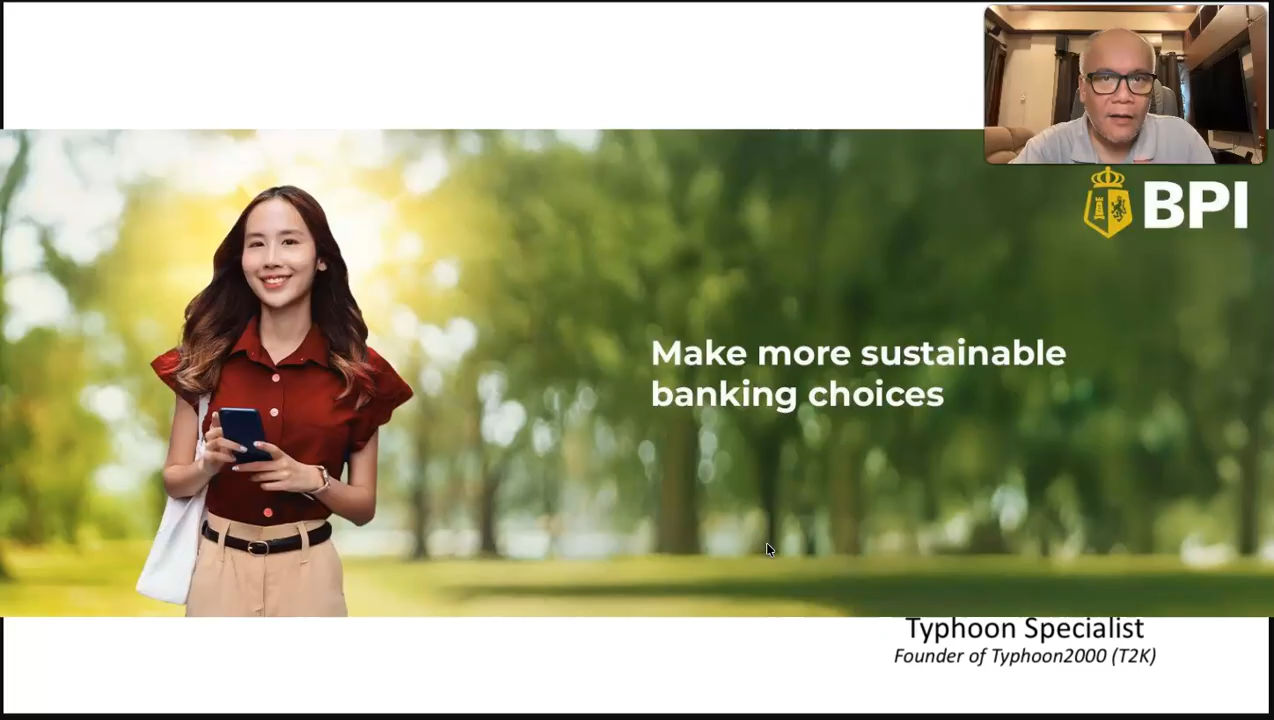 BPI
Make more sustainable
banking choices
Typhoon Specialist
Founder of Typhoon2000 (T2K)